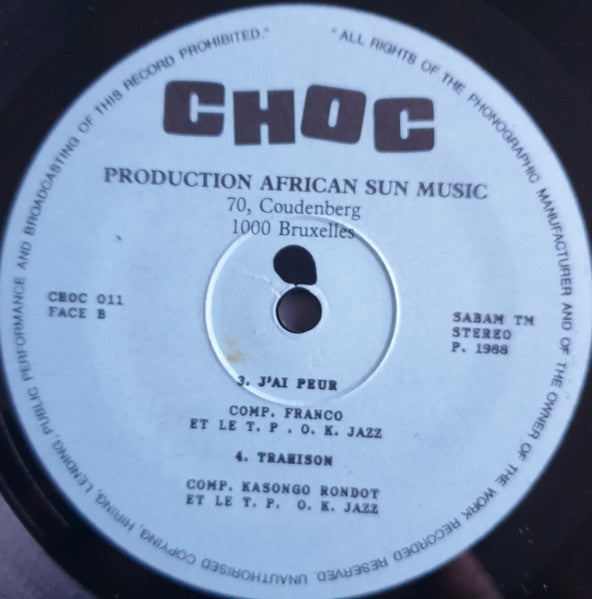 "ALL RIGHTS OF THE PHONOGRAPHIC MANUFACTURER AND OF THE OWNER OF THE WORK RECORDED RESERVED. UNAUTHORISED COPYING, HIRING, LENDING, PUBLIC PERFORMANCE AND BROADCASTING OF THIS RECORD PROHIBITED."
CHOC
PRODUCTION AFRICAN SUN MUSIC
70, Coudenberg
1000 Bruxelles
CHOC 011
FACE B
SABAM TM
STEREO
P. 1988
3. J'AI PEUR
COMP. FRANCO
ET LE T. P . O. K. JAZZ
4. TRAHISON
COMP. KASONGO RONDOT
ET LE T. P. O. K. JAZZ